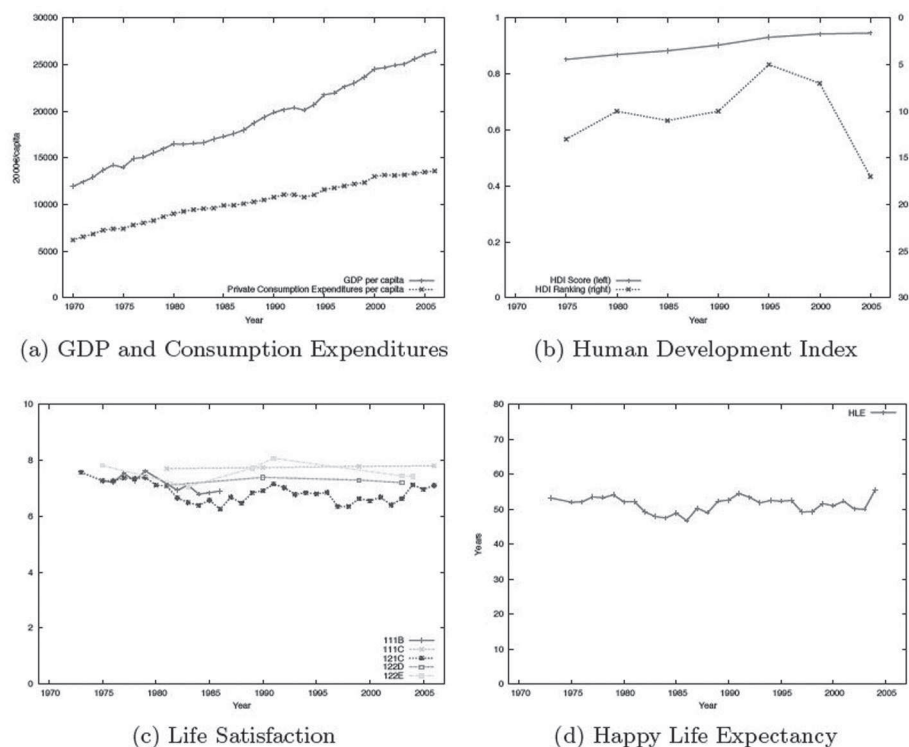 30000
25000
20000
15000
10000
5000
0
2000€/capita
GDP per capita
Private Consumption Expenditures per capita
1970 1975 1980 1985 1990 1995 2000 2005
Year
(a) GDP and Consumption Expenditures
1
0.8
0.6
0.4
0.2
0
0
5
10
15
20
25
30
HDI Score (left)
HDI Ranking (right)
1970 1975 1980 1985 1990 1995 2000 2005
Year
(b) Human Development Index
10
8
6
4
2
0
111B
111C
121C
122D
122E
1970 1975 1980 1985 1990 1995 2000 2005
Year
(c) Life Satisfaction
80
70
60
50
40
30
20
10
0
Years
HLE
1970 1975 1980 1985 1990 1995 2000 2005
Year
(d) Happy Life Expectancy